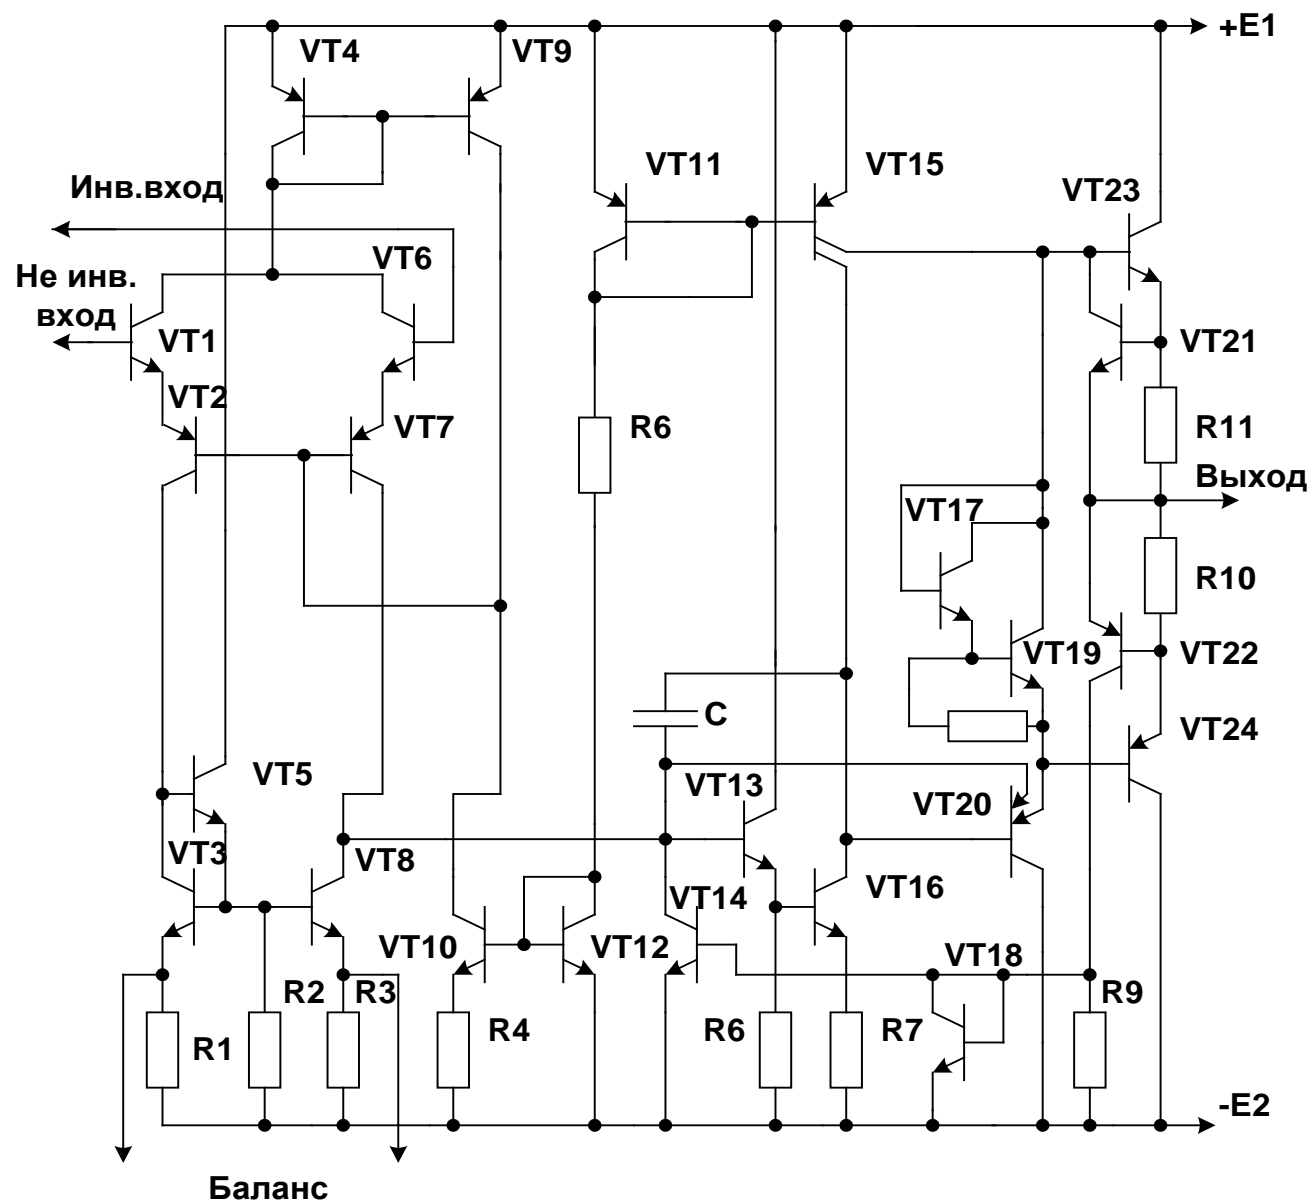 +E1
VT4
VT9
VT11
VT15
Инв.вход
VT23
VT6
Не инв.
вход
VT1
VT21
VT2
VT7
R6
R11
Выход
VT17
R10
VT19
VT22
C
VT24
VT5
VT13
VT20
VT3
VT8
VT16
VT14
VT10
VT12
VT18
R2
R3
R9
R1
R4
R6
R7
-E2
Баланс